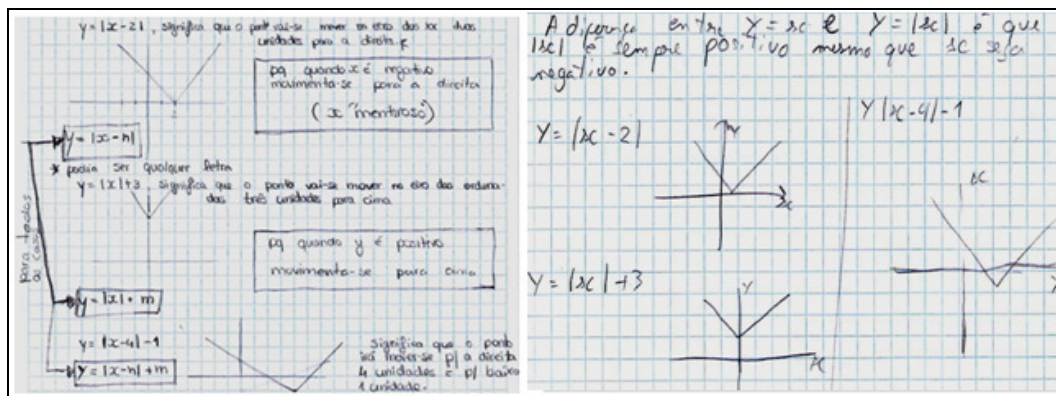 y = |x-2|, significa que o ponto vai-se mover no eixo dos xx duas
unidades para a direita.
pq quando x é negativo
movimenta-se para a direita
(x "mentiroso")
y = |x-n|
* podia ser qualquer letra
y = |x|+3, significa que o ponto vai-se mover no eixo das ordena-
das três unidades para cima
pq quando y é positivo
movimenta-se para cima
para todos
os casos
y = |x| + m
y = |x-4| -1
y = |x-n| + m
Significa que o ponto
irá mover-se p/ a direita
4 unidades e p/ baixo
1 unidade.
A diferença entre y = x e y = |x| é que
|x| é sempre positivo mesmo que x seja
negativo.
y = |x-2|
x
y|x-4|-1
x
y = |x|+3
y
x